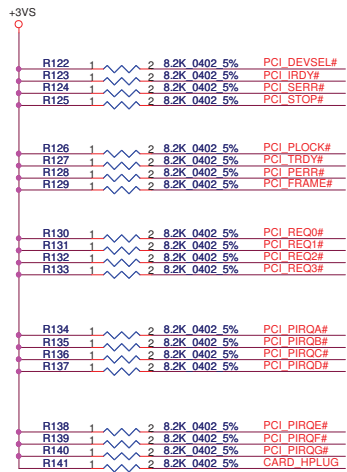 +3VS
R122 1 2 8.2K_0402_5% PCI_DEVSEL#
R123 1 2 8.2K_0402_5% PCI_IRDY#
R124 1 2 8.2K_0402_5% PCI_SERR#
R125 1 2 8.2K_0402_5% PCI_STOP#
R126 1 2 8.2K_0402_5% PCI_PLOCK#
R127 1 2 8.2K_0402_5% PCI_TRDY#
R128 1 2 8.2K_0402_5% PCI_PERR#
R129 1 2 8.2K_0402_5% PCI_FRAME#
R130 1 2 8.2K_0402_5% PCI_REQ0#
R131 1 2 8.2K_0402_5% PCI_REQ1#
R132 1 2 8.2K_0402_5% PCI_REQ2#
R133 1 2 8.2K_0402_5% PCI_REQ3#
R134 1 2 8.2K_0402_5% PCI_PIRQA#
R135 1 2 8.2K_0402_5% PCI_PIRQB#
R136 1 2 8.2K_0402_5% PCI_PIRQC#
R137 1 2 8.2K_0402_5% PCI_PIRQD#
R138 1 2 8.2K_0402_5% PCI_PIRQE#
R139 1 2 8.2K_0402_5% PCI_PIRQF#
R140 1 2 8.2K_0402_5% PCI_PIRQG#
R141 1 2 8.2K_0402_5% CARD_HPLUG